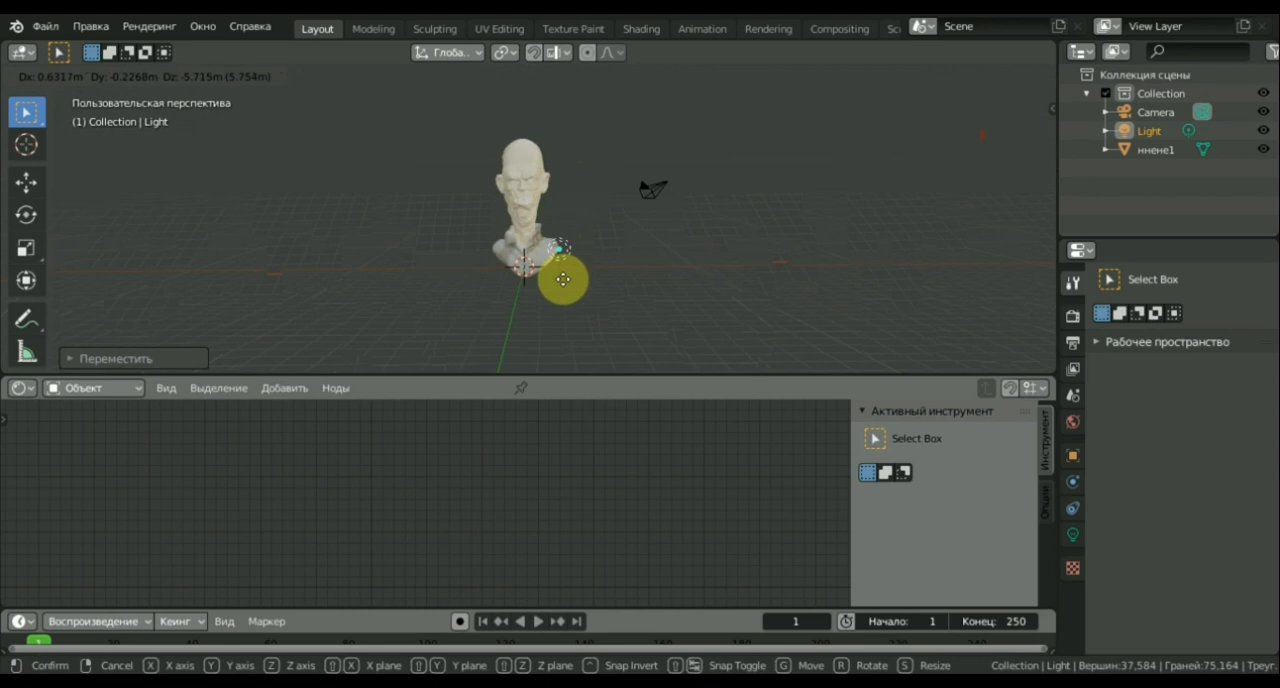 Файл Правка Рендеринг Окно Справка Layout Modeling Sculpting UV Editing Texture Paint Shading Animation Rendering Compositing Sc Scene View Layer
Глоба..
Dx: 0.6317m Dy: -0.2268m Dz: -5.715m (5.754m)
Пользовательская перспектива
(1) Collection | Light
Переместить
Коллекция сцены
Collection
Camera
Light
ннене1
Select Box
Рабочее пространство
Объект Вид Выделение Добавить Ноды
Активный инструмент
Select Box
Инструмент
Опции
Воспроизведение Кеинг Вид Маркер 1 Начало: 1 Конец: 250
1
Confirm Cancel X X axis Y Y axis Z Z axis X X plane Y Y plane Z Z plane Snap Invert Snap Toggle G Move R Rotate S Resize Collection | Light | Вершин:37,584 | Граней:75,164 | Треуг: